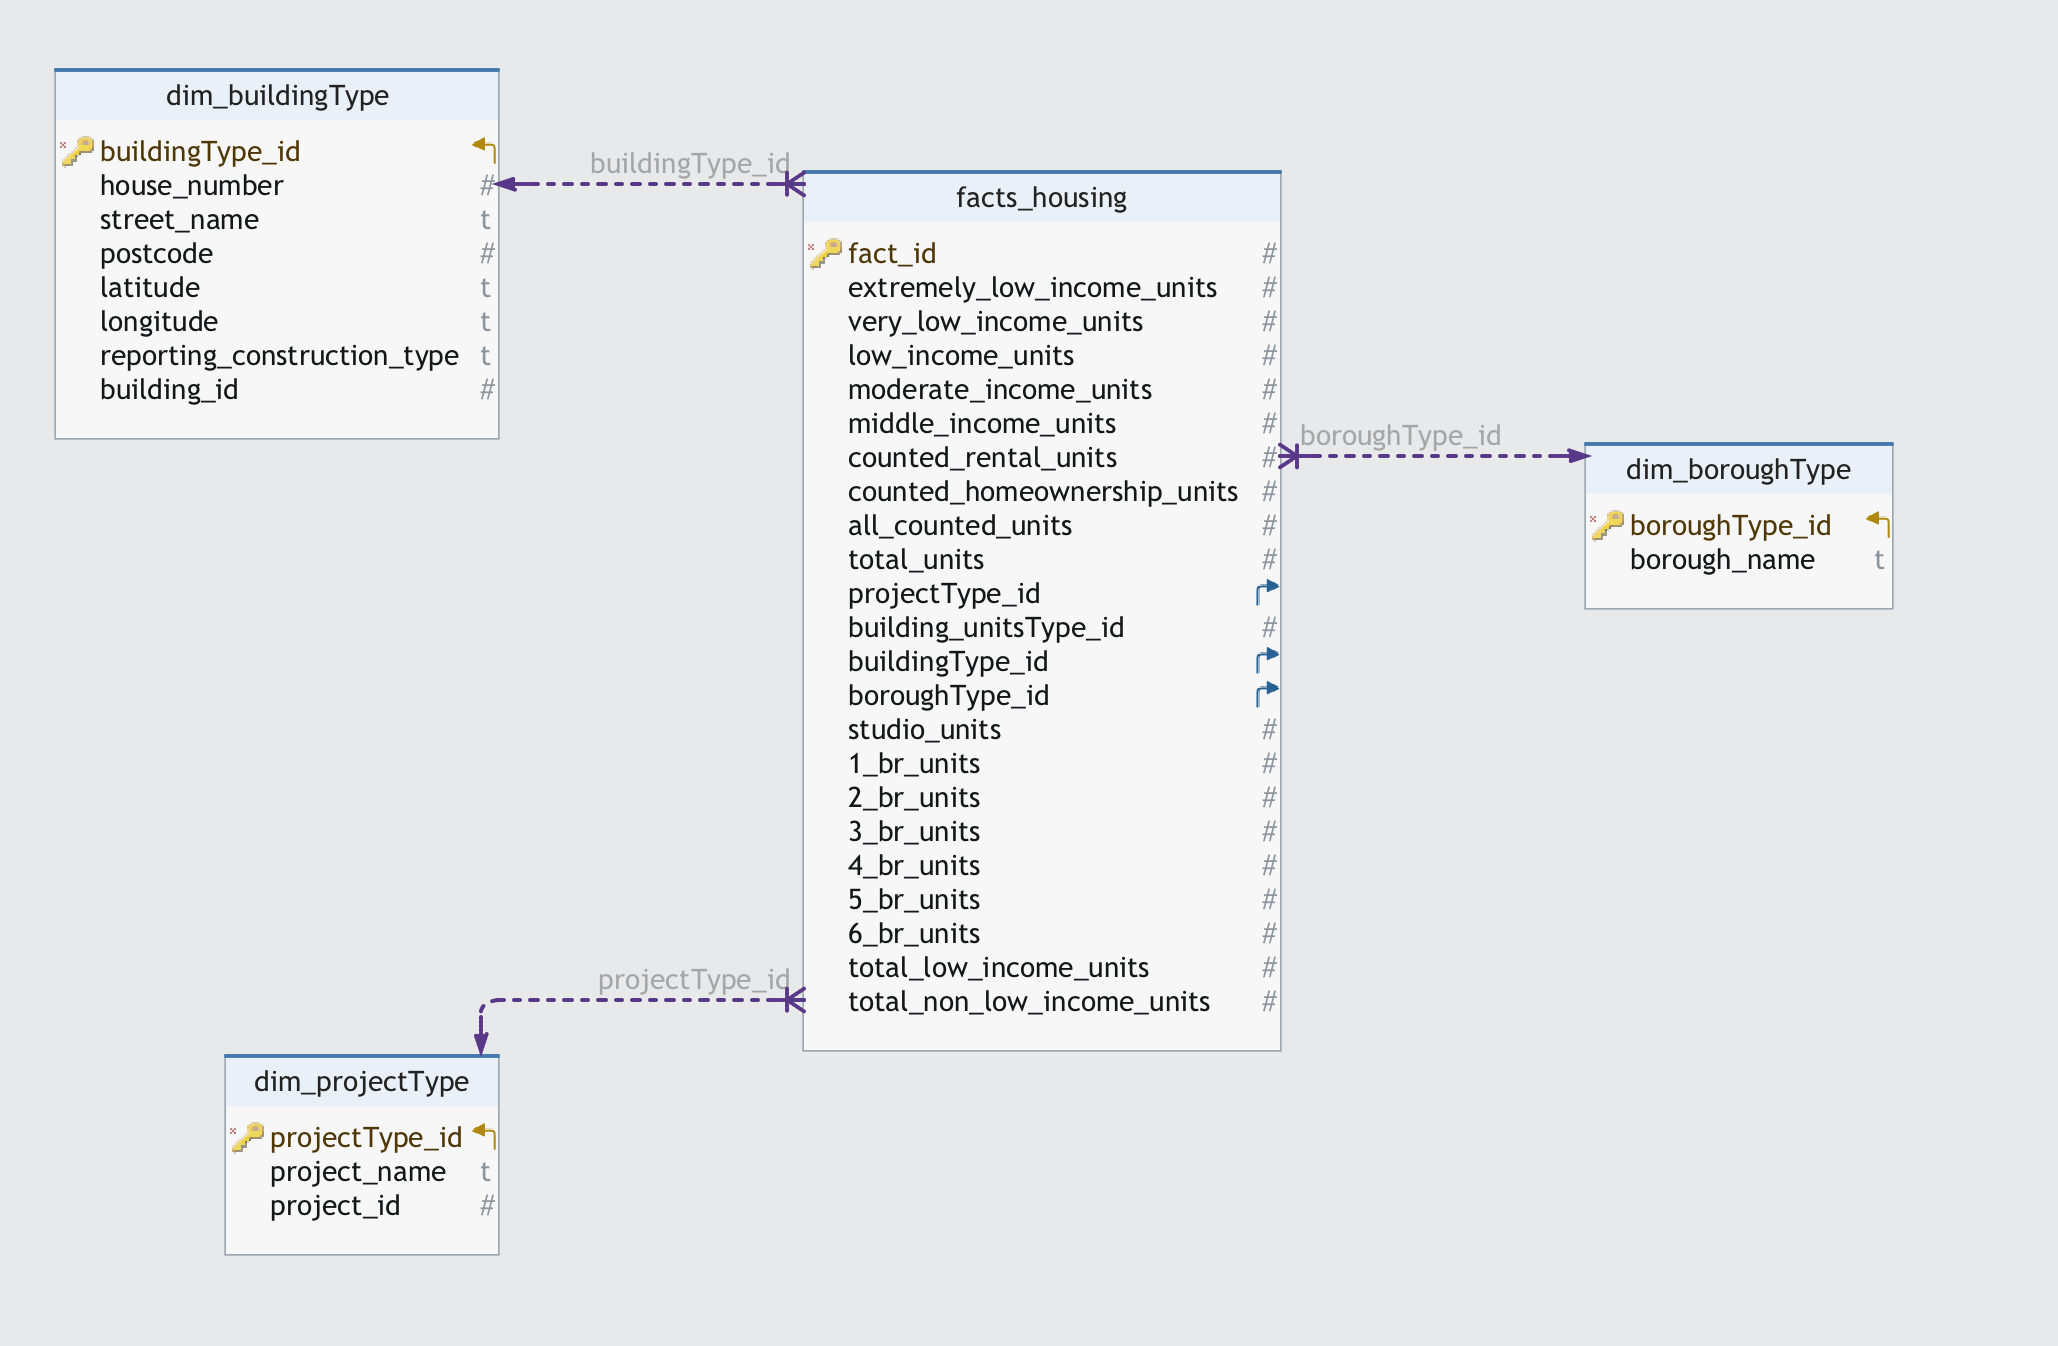 dim_buildingType
buildingType_id
house_number #
street_name t
postcode #
latitude t
longitude t
reporting_construction_type t
building_id #
buildingType_id
facts_housing
fact_id #
extremely_low_income_units #
very_low_income_units #
low_income_units #
moderate_income_units #
middle_income_units #
counted_rental_units #
counted_homeownership_units #
all_counted_units #
total_units #
projectType_id
building_unitsType_id #
buildingType_id
boroughType_id
studio_units #
1_br_units #
2_br_units #
3_br_units #
4_br_units #
5_br_units #
6_br_units #
total_low_income_units #
total_non_low_income_units #
boroughType_id
dim_boroughType
boroughType_id
borough_name t
projectType_id
dim_projectType
projectType_id
project_name t
project_id #